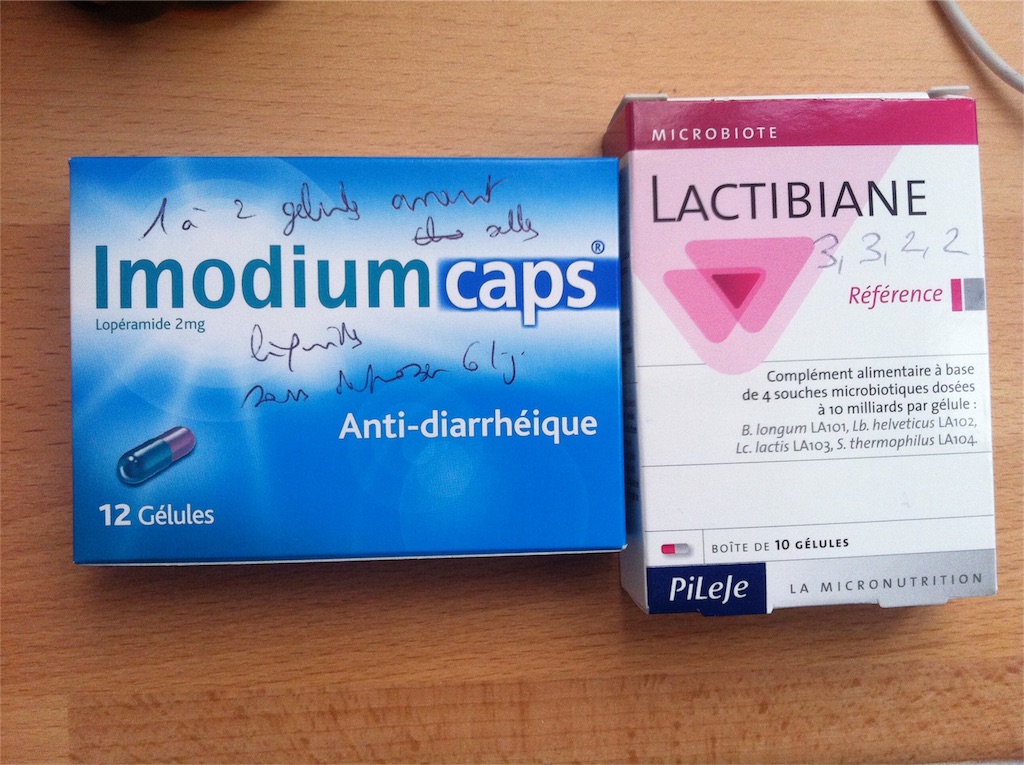 1 à 2 gélules
selles
Imodium caps®
Lopéramide 2mg
liquides
sans dépasser 6/j
Anti-diarrhéique
12 Gélules
MICROBIOTE
LACTIBIANE
3, 3, 2, 2
Référence
Complément alimentaire à base
de 4 souches microbiotiques dosées
à 10 milliards par gélule :
B. longum LA101, Lb. helveticus LA102,
Lc. lactis LA103, S. thermophilus LA104.
BOÎTE DE 10 GÉLULES
PiLeJe
LA MICRONUTRITION